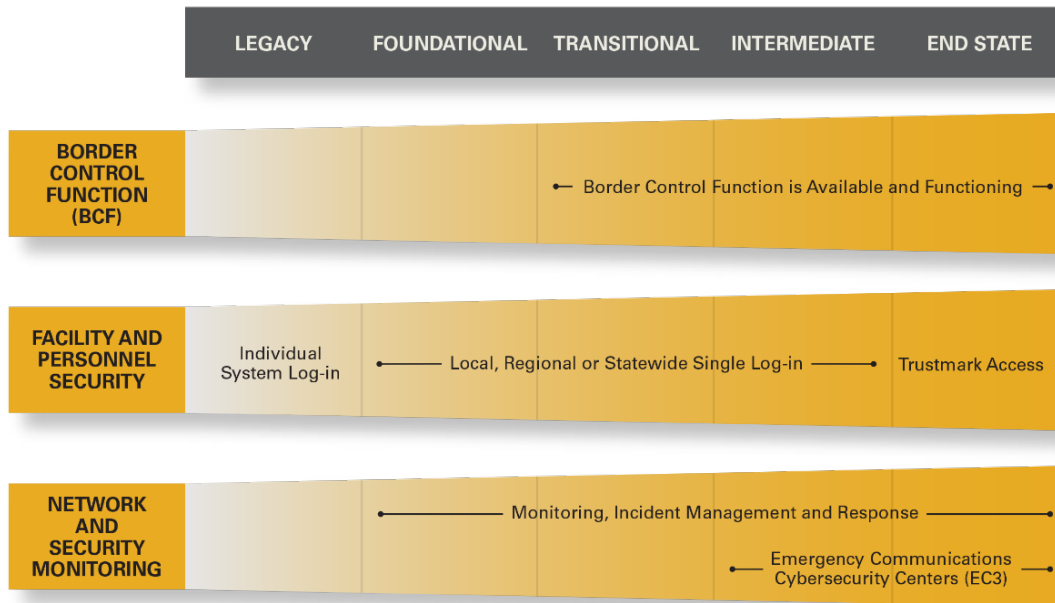 LEGACY FOUNDATIONAL TRANSITIONAL INTERMEDIATE END STATE
BORDER
CONTROL
FUNCTION
(BCF)
Border Control Function is Available and Functioning
FACILITY AND
PERSONNEL
SECURITY
Individual
System Log-in
Local, Regional or Statewide Single Log-in
Trustmark Access
NETWORK
AND
SECURITY
MONITORING
Monitoring, Incident Management and Response
Emergency Communications
Cybersecurity Centers (EC3)